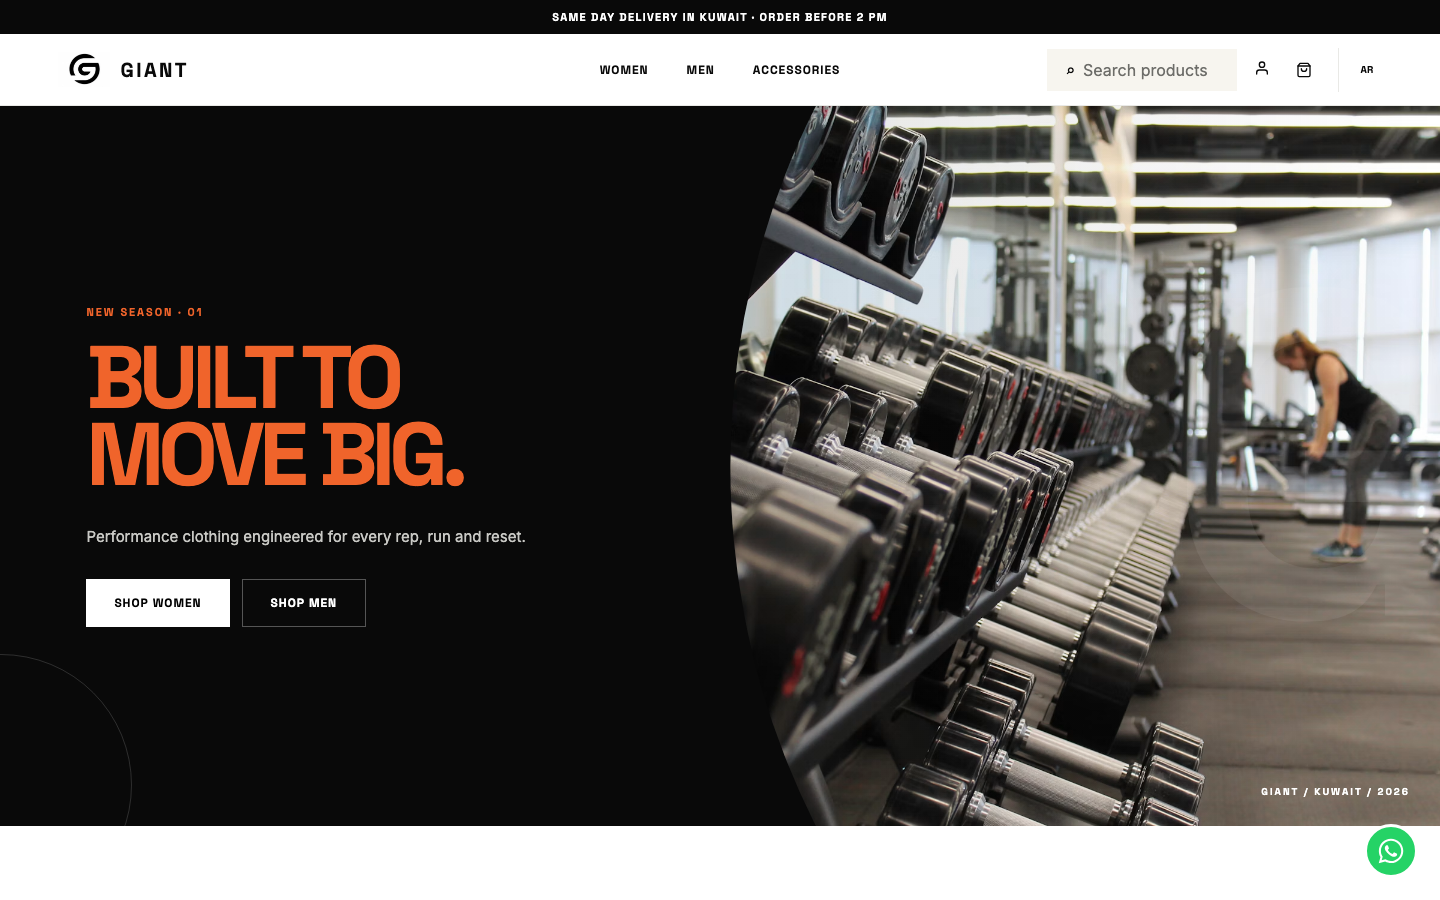 SAME DAY DELIVERY IN KUWAIT · ORDER BEFORE 2 PM
GIANT
WOMEN
MEN
ACCESSORIES
Search products
AR
NEW SEASON · 01
BUILT TO
MOVE BIG.
Performance clothing engineered for every rep, run and reset.
SHOP WOMEN
SHOP MEN
GIANT / KUWAIT / 2026